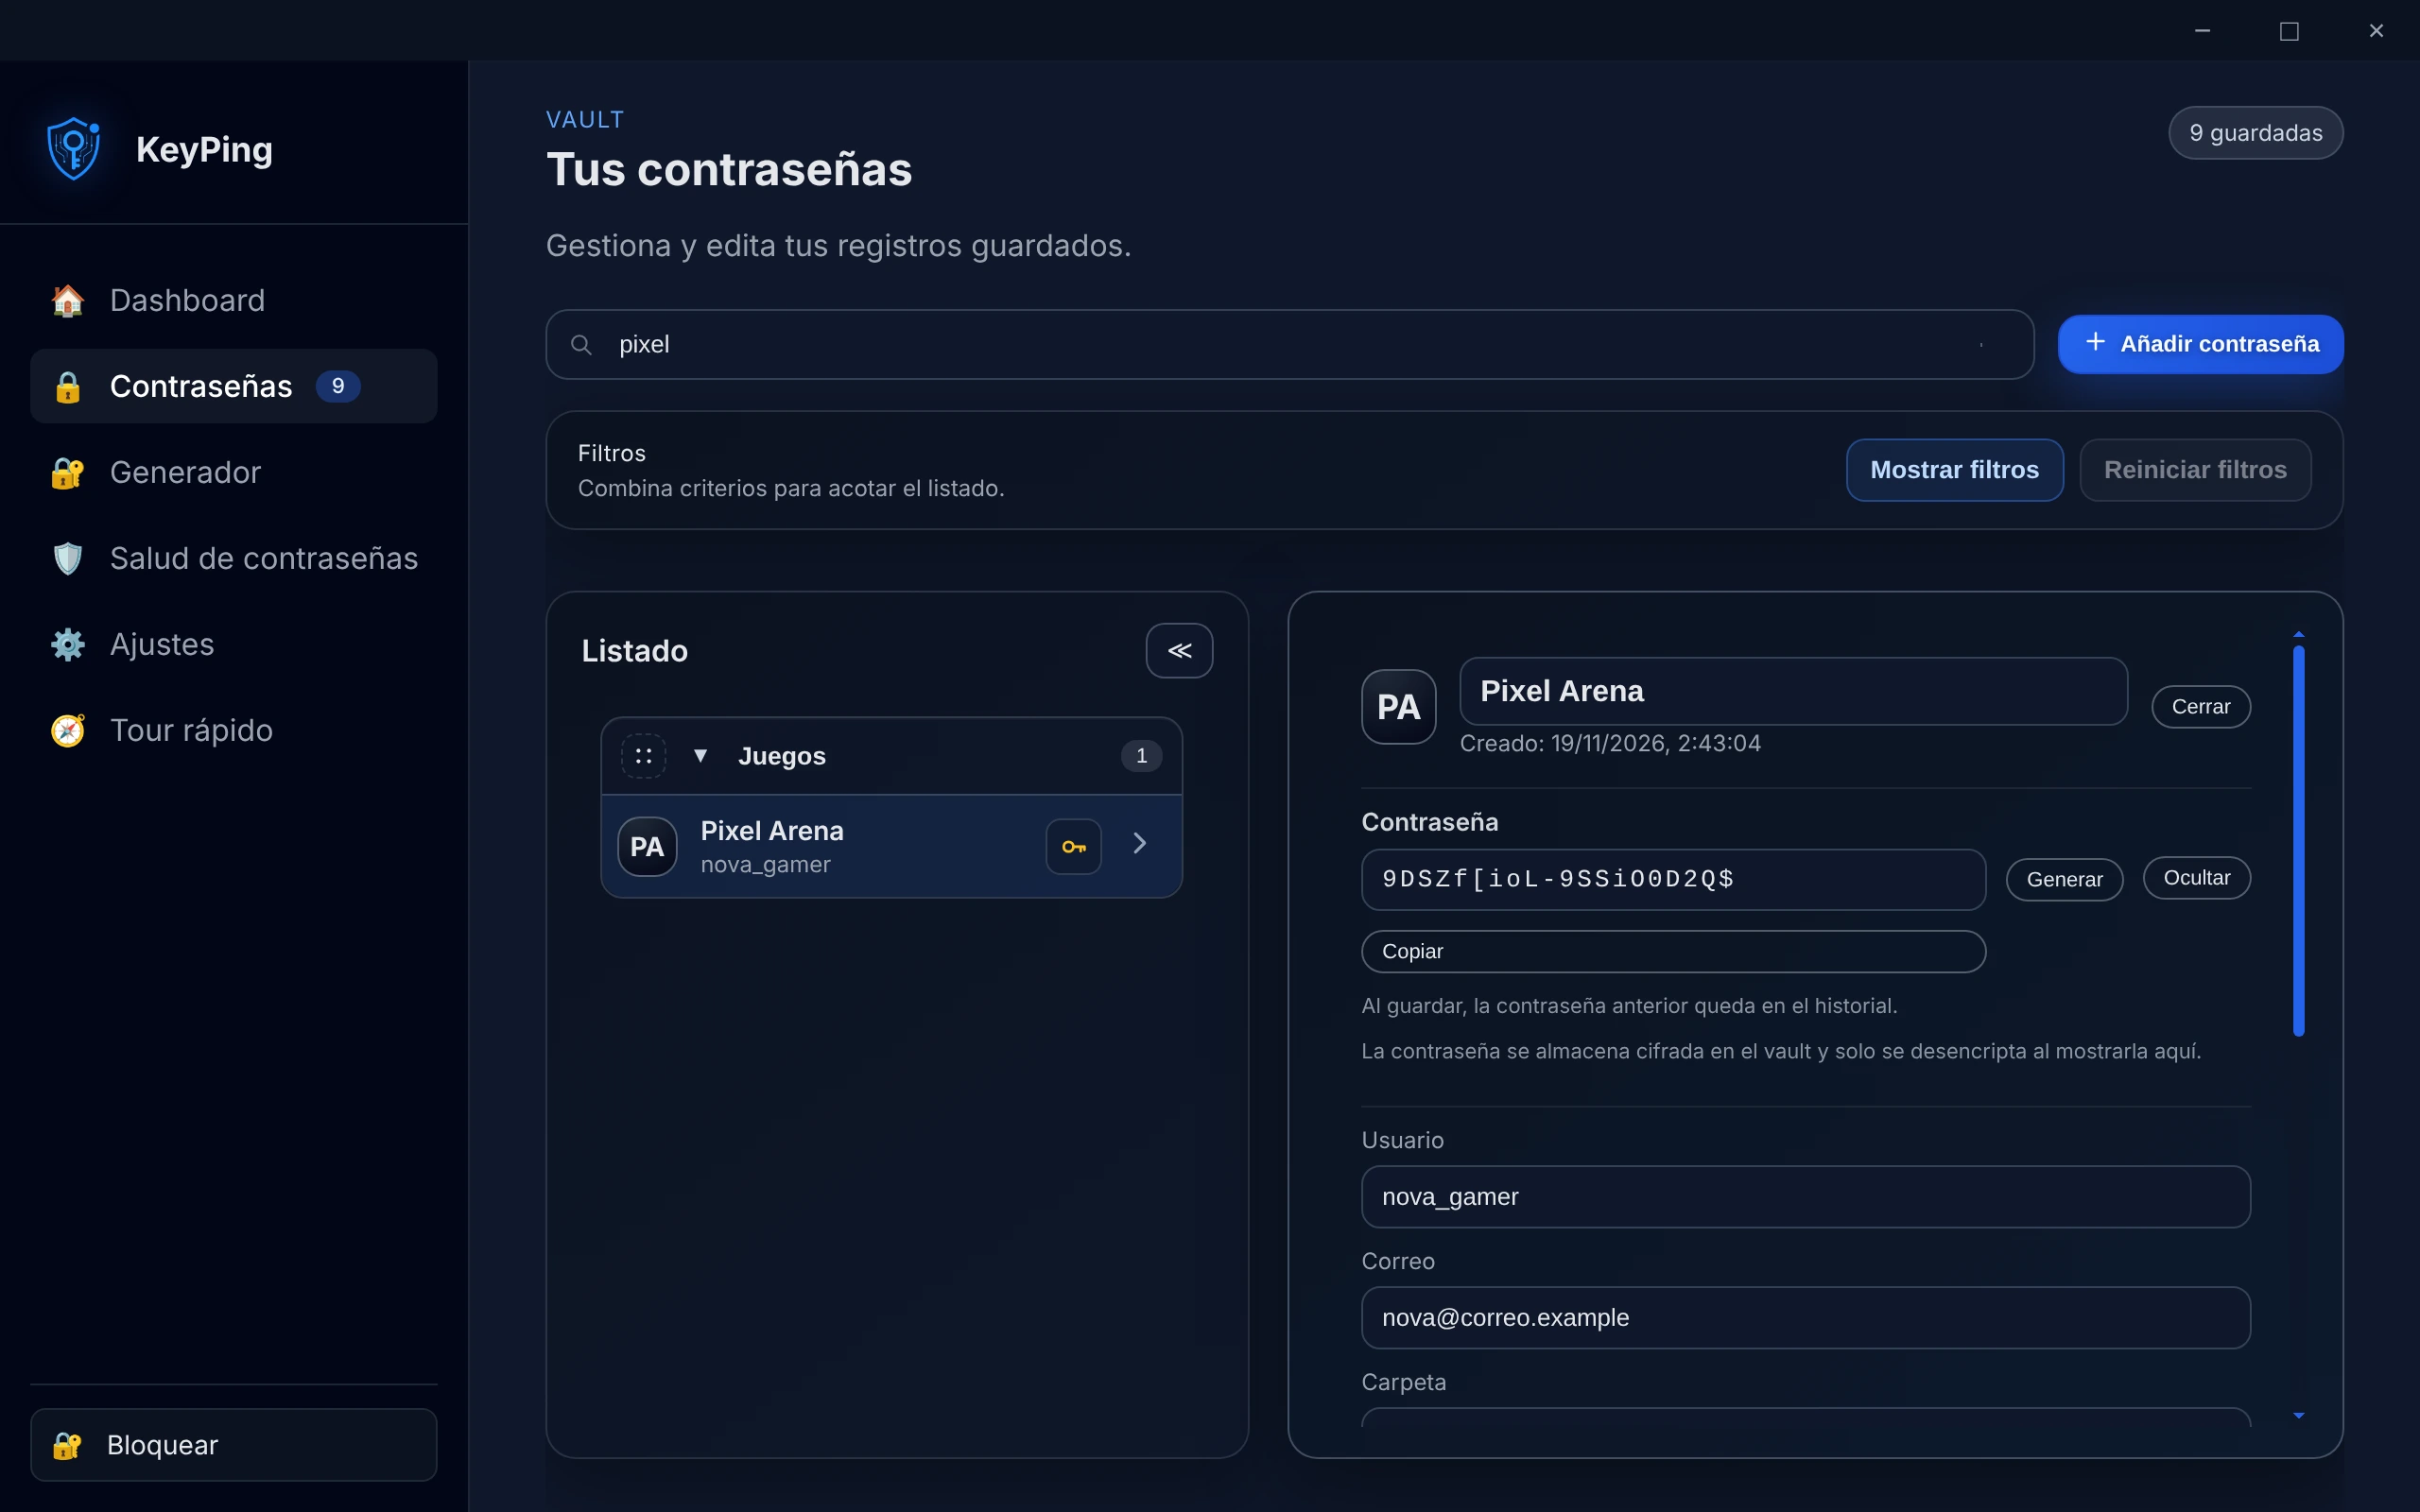 KeyPing
Dashboard
Contraseñas 9
Generador
Salud de contraseñas
Ajustes
Tour rápido
Bloquear
VAULT
Tus contraseñas
9 guardadas
Gestiona y edita tus registros guardados.
pixel
+ Añadir contraseña
Filtros
Combina criterios para acotar el listado.
Mostrar filtros
Reiniciar filtros
Listado
Juegos 1
PA
Pixel Arena
nova_gamer
PA
Pixel Arena
Cerrar
Creado: 19/11/2026, 2:43:04
Contraseña
9DSZf[ioL-9SSiO0D2Q$
Generar
Ocultar
Copiar
Al guardar, la contraseña anterior queda en el historial.
La contraseña se almacena cifrada en el vault y solo se desencripta al mostrarla aquí.
Usuario
nova_gamer
Correo
nova@correo.example
Carpeta